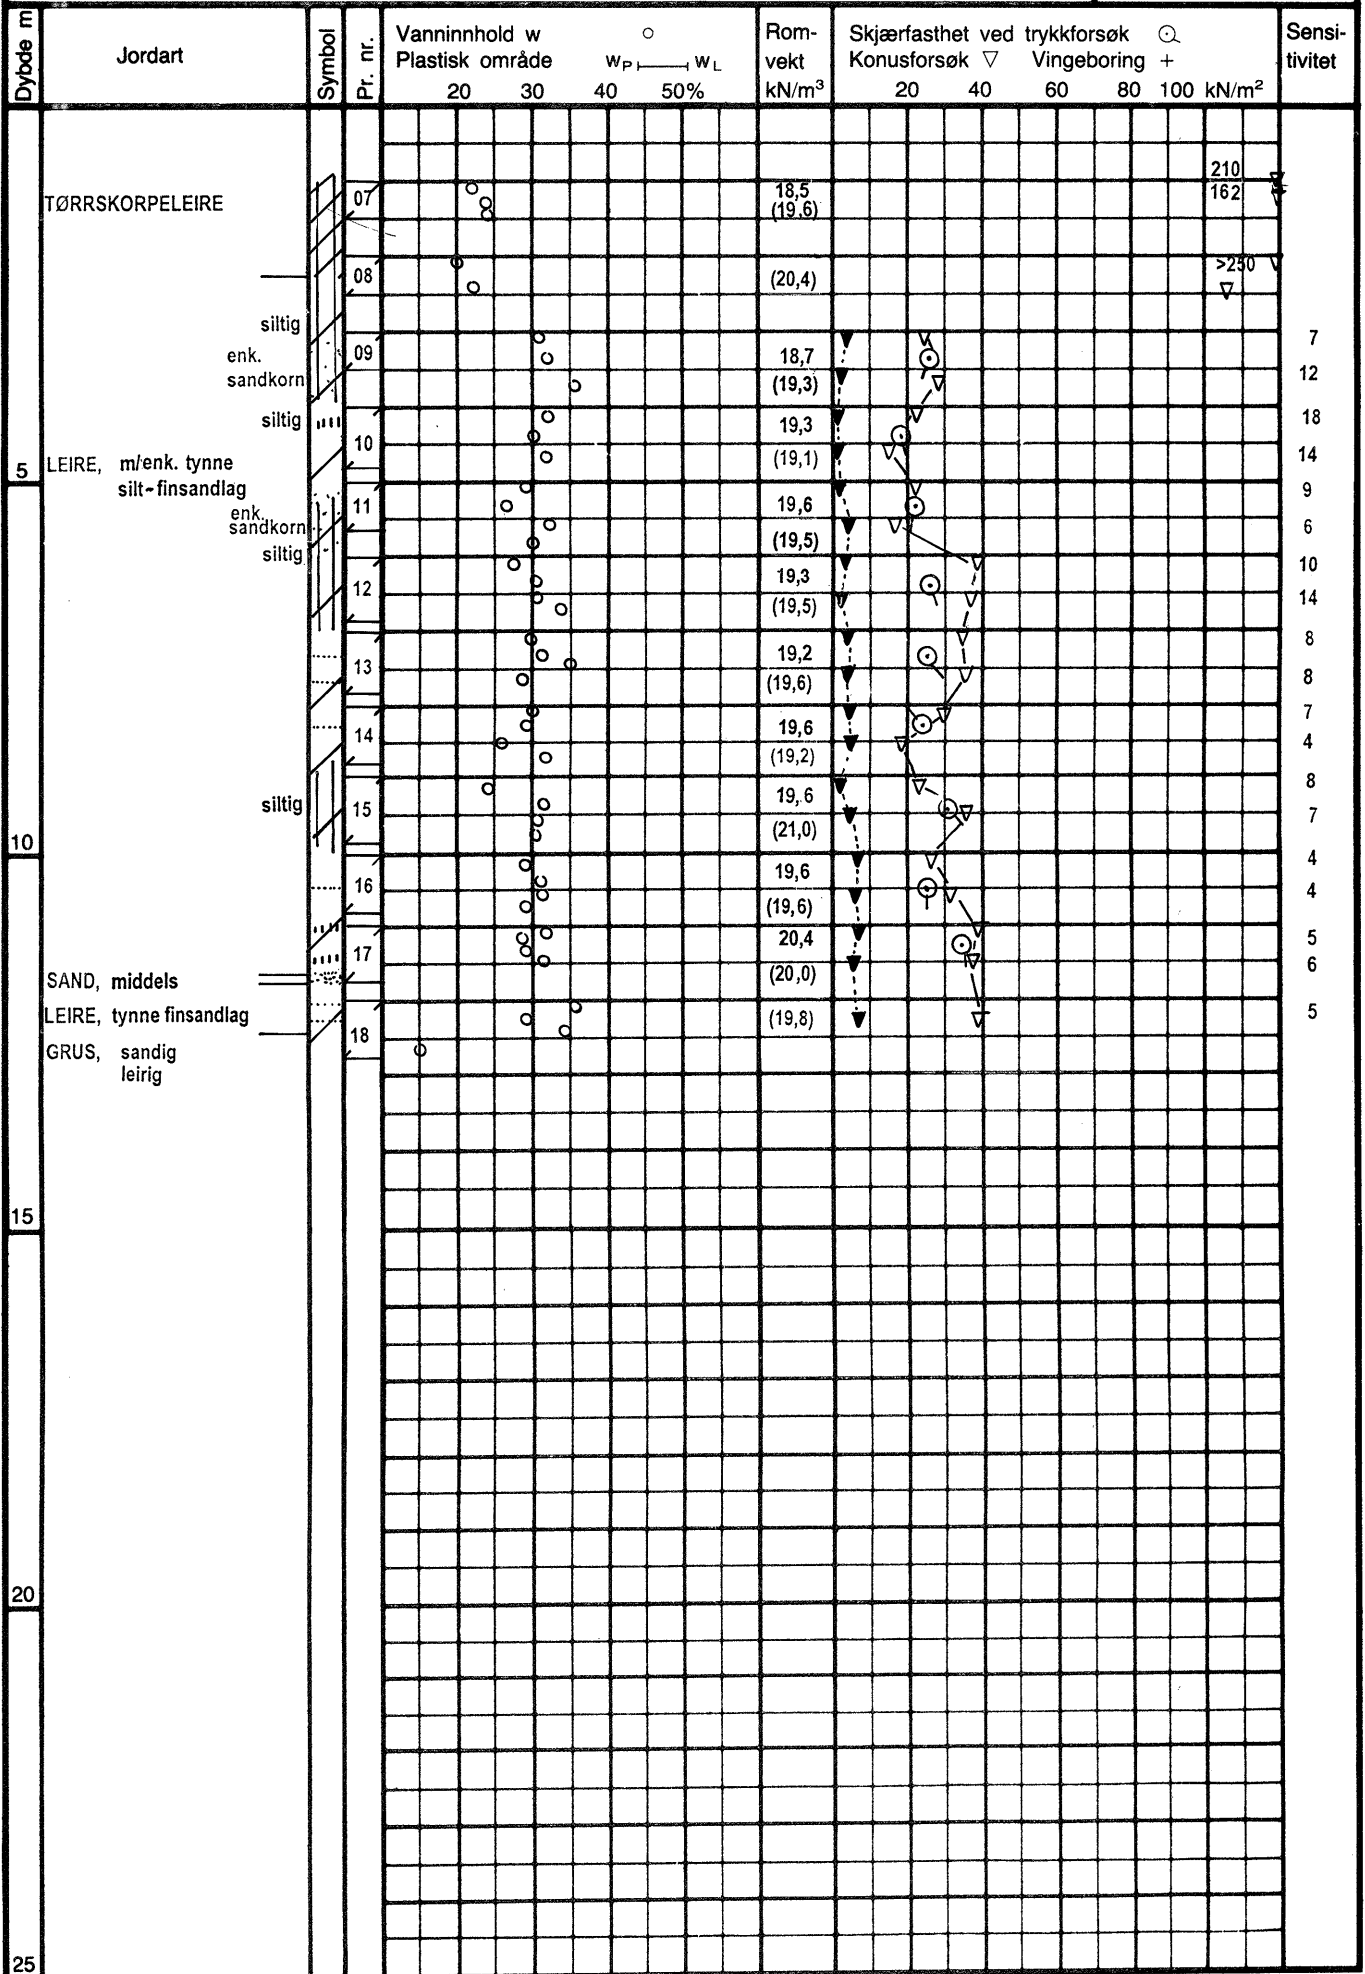 Dybde m
Jordart
Symbol
Pr. nr.
Vanninnhold w
Plastisk område wP wL
20 30 40 50%
Rom-
vekt
kN/m³
Skjærfasthet ved trykkforsøk
Konusforsøk ▽ Vingeboring +
20 40 60 80 100 kN/m²
Sensi-
tivitet
210
TØRRSKORPELEIRE 07 18,5 162
(19,6)
08 (20,4) >250
siltig
7
enk. 09 18,7
sandkorn (19,3) 12
siltig 19,3 18
10
5 LEIRE, m/enk. tynne (19,1) 14
silt-finsandlag 9
enk. 11 19,6
sandkorn 6
(19,5)
siltig 10
12 19,3
(19,5) 14
8
13 19,2
(19,6) 8
7
14 19,6 4
(19,2)
8
siltig 15 19,6 7
(21,0)
10 4
16 19,6 4
(19,6)
17 20,4 5
SAND, middels (20,0) 6
LEIRE, tynne finsandlag (19,8) 5
18
GRUS, sandig
leirig
15
20
25